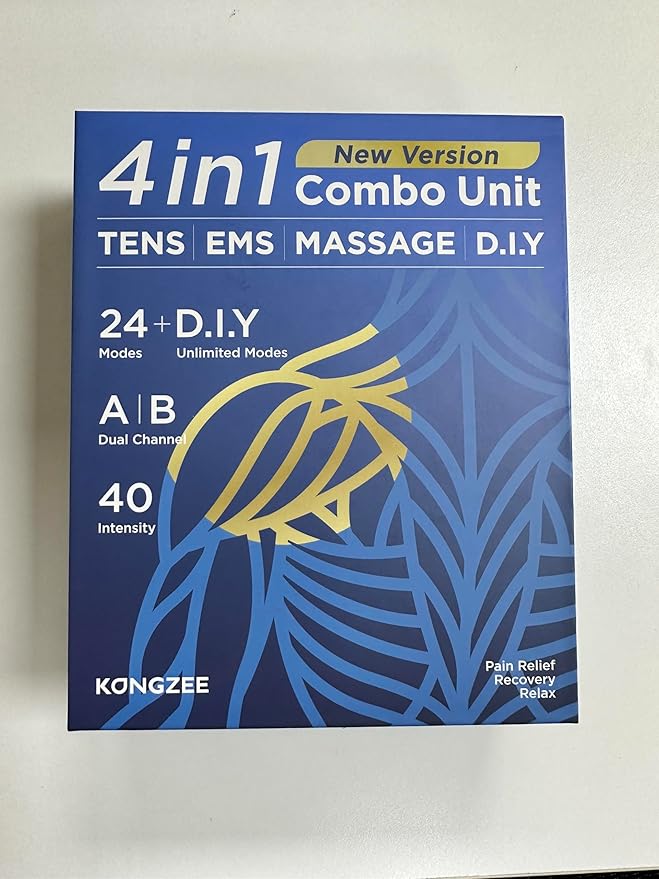 4in1
New Version
Combo Unit
TENS | EMS | MASSAGE | D.I.Y
24 + D.I.Y
Modes Unlimited Modes
A | B
Dual Channel
40
Intensity
Pain Relief
Recovery
Relax
KONGZEE